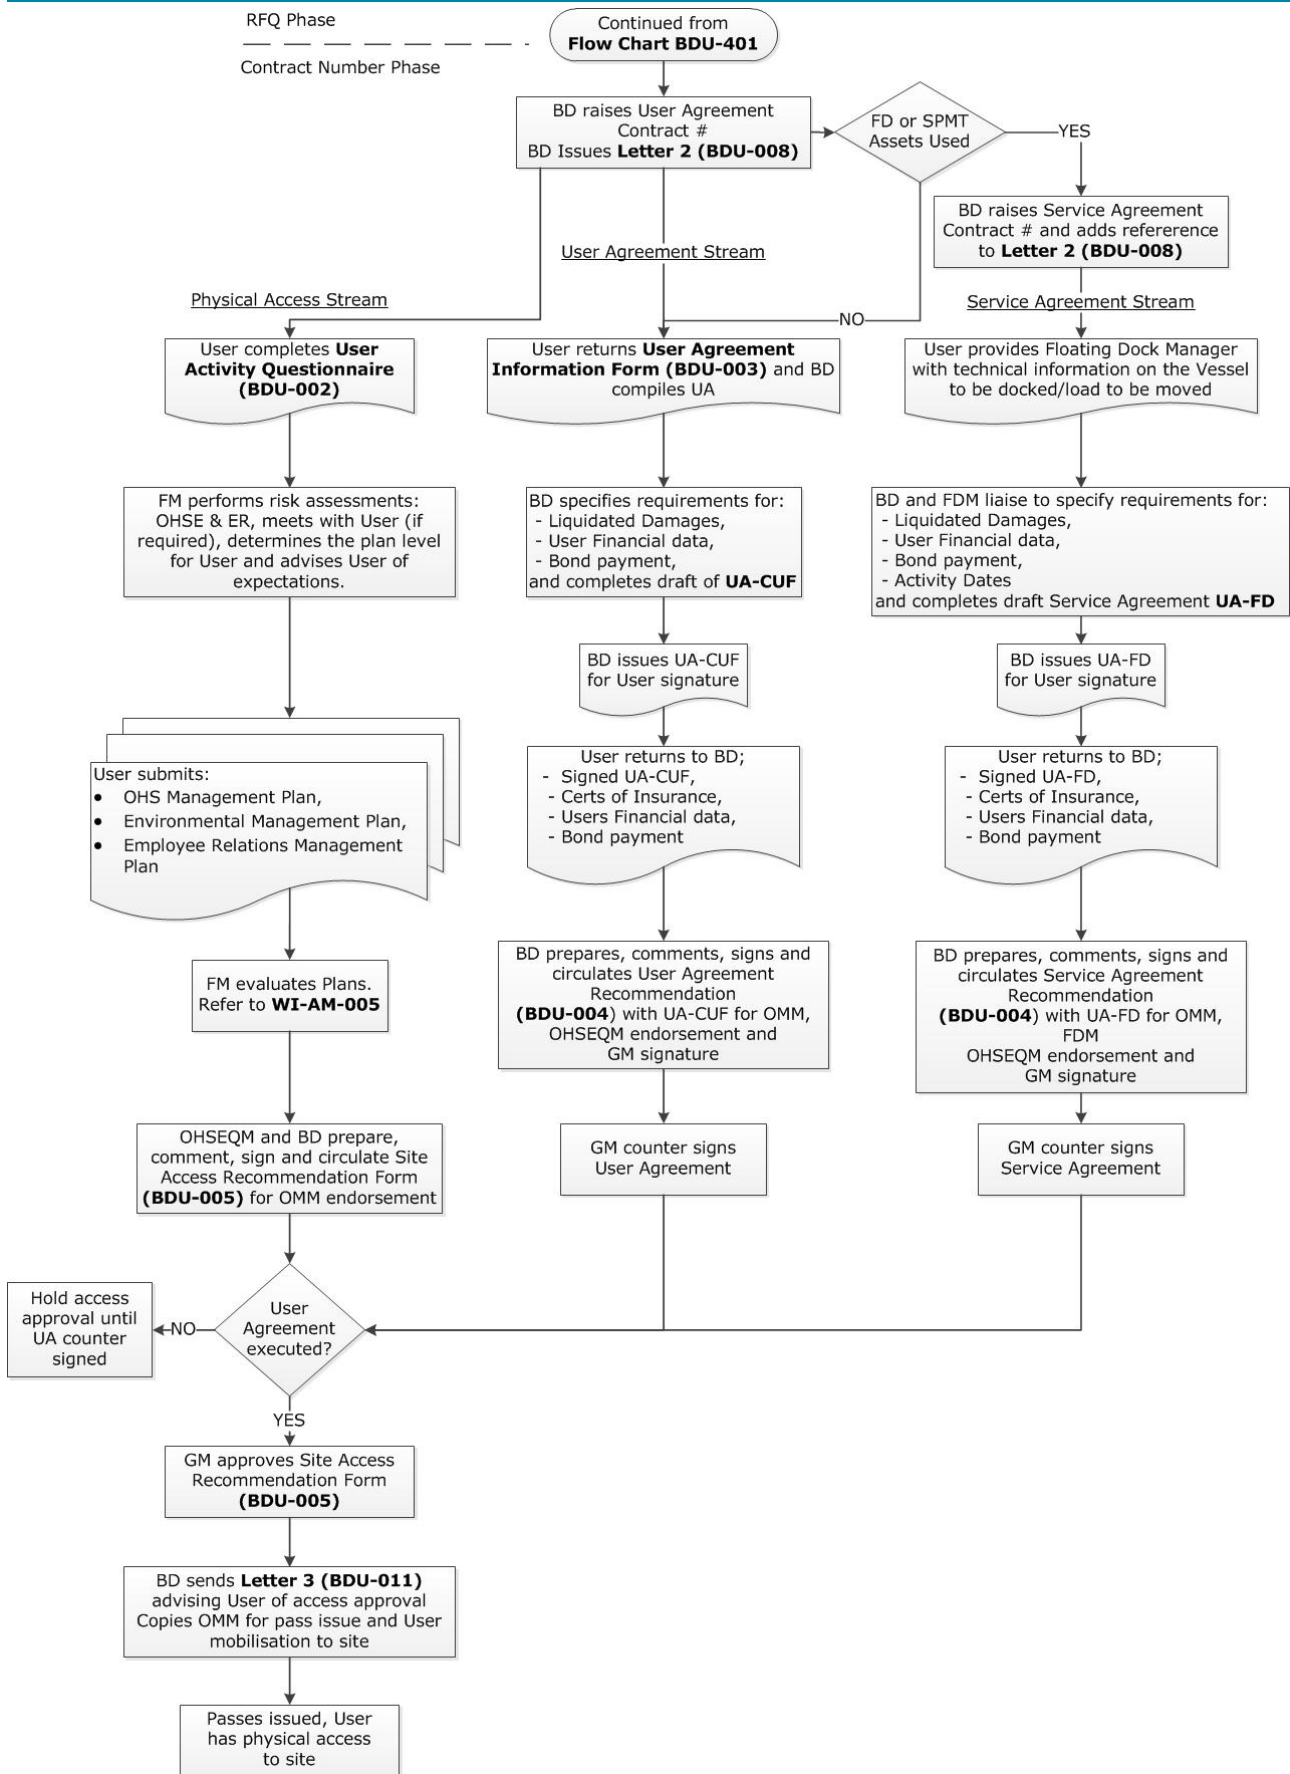 RFQ Phase
Contract Number Phase
Continued from
Flow Chart BDU-401
BD raises User Agreement
Contract #
BD Issues Letter 2 (BDU-008)
FD or SPMT
Assets Used
YES
BD raises Service Agreement
Contract # and adds refererence
to Letter 2 (BDU-008)
User Agreement Stream
Physical Access Stream
Service Agreement Stream
NO
User completes User
Activity Questionnaire
(BDU-002)
User returns User Agreement
Information Form (BDU-003) and BD
compiles UA
User provides Floating Dock Manager
with technical information on the Vessel
to be docked/load to be moved
FM performs risk assessments:
OHSE & ER, meets with User (if
required), determines the plan level
for User and advises User of
expectations.
BD specifies requirements for:
- Liquidated Damages,
- User Financial data,
- Bond payment,
and completes draft of UA-CUF
BD and FDM liaise to specify requirements for:
- Liquidated Damages,
- User Financial data,
- Bond payment,
- Activity Dates
and completes draft Service Agreement UA-FD
BD issues UA-CUF
for User signature
BD issues UA-FD
for User signature
User submits:
• OHS Management Plan,
• Environmental Management Plan,
• Employee Relations Management
Plan
User returns to BD;
- Signed UA-CUF,
- Certs of Insurance,
- Users Financial data,
- Bond payment
User returns to BD;
- Signed UA-FD,
- Certs of Insurance,
- Users Financial data,
- Bond payment
FM evaluates Plans.
Refer to WI-AM-005
BD prepares, comments, signs and
circulates User Agreement
Recommendation
(BDU-004) with UA-CUF for OMM,
OHSEQM endorsement and
GM signature
BD prepares, comments, signs and
circulates Service Agreement
Recommendation
(BDU-004) with UA-FD for OMM,
FDM
OHSEQM endorsement and
GM signature
OHSEQM and BD prepare,
comment, sign and circulate Site
Access Recommendation Form
(BDU-005) for OMM endorsement
GM counter signs
User Agreement
GM counter signs
Service Agreement
Hold access
approval until
UA counter
signed
NO
User
Agreement
executed?
YES
GM approves Site Access
Recommendation Form
(BDU-005)
BD sends Letter 3 (BDU-011)
advising User of access approval
Copies OMM for pass issue and User
mobilisation to site
Passes issued, User
has physical access
to site